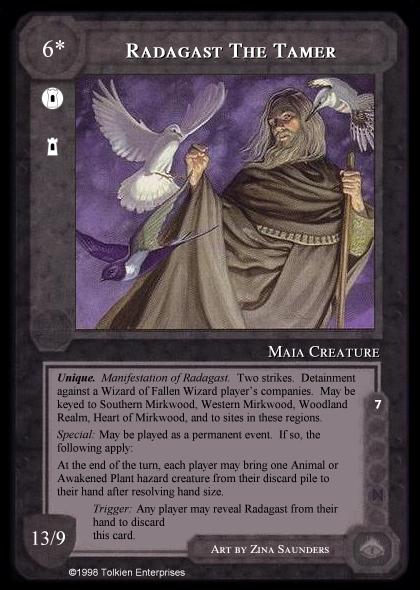 6*
RADAGAST THE TAMER
MAIA CREATURE
Unique. Manifestation of Radagast. Two strikes. Detainment
against a Wizard of Fallen Wizard player's companies. May be
keyed to Southern Mirkwood, Western Mirkwood, Woodland
Realm, Heart of Mirkwood, and to sites in these regions.
7
Special: May be played as a permanent event. If so, the
following apply:
At the end of the turn, each player may bring one Animal or
Awakened Plant hazard creature from their discard pile to
their hand after resolving hand size.
Trigger: Any player may reveal Radagast from their
hand to discard
this card.
13/9
ART BY ZINA SAUNDERS
©1998 Tolkien Enterprises